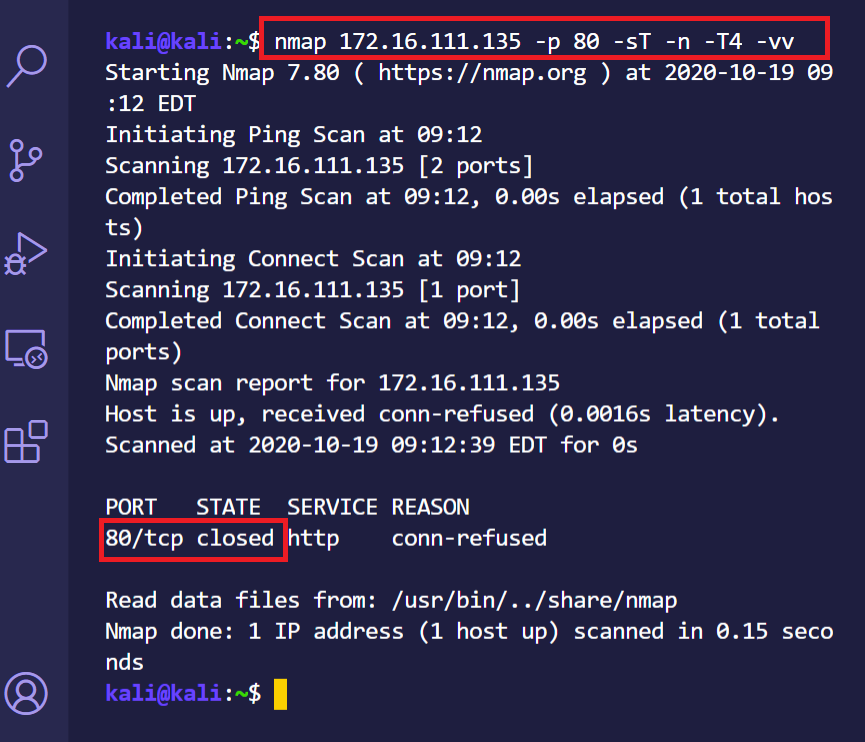 kali@kali:~$ nmap 172.16.111.135 -p 80 -sT -n -T4 -vv
Starting Nmap 7.80 ( https://nmap.org ) at 2020-10-19 09
:12 EDT
Initiating Ping Scan at 09:12
Scanning 172.16.111.135 [2 ports]
Completed Ping Scan at 09:12, 0.00s elapsed (1 total hos
ts)
Initiating Connect Scan at 09:12
Scanning 172.16.111.135 [1 port]
Completed Connect Scan at 09:12, 0.00s elapsed (1 total
ports)
Nmap scan report for 172.16.111.135
Host is up, received conn-refused (0.0016s latency).
Scanned at 2020-10-19 09:12:39 EDT for 0s
PORT   STATE  SERVICE REASON
80/tcp closed http    conn-refused
Read data files from: /usr/bin/../share/nmap
Nmap done: 1 IP address (1 host up) scanned in 0.15 seco
nds
kali@kali:~$